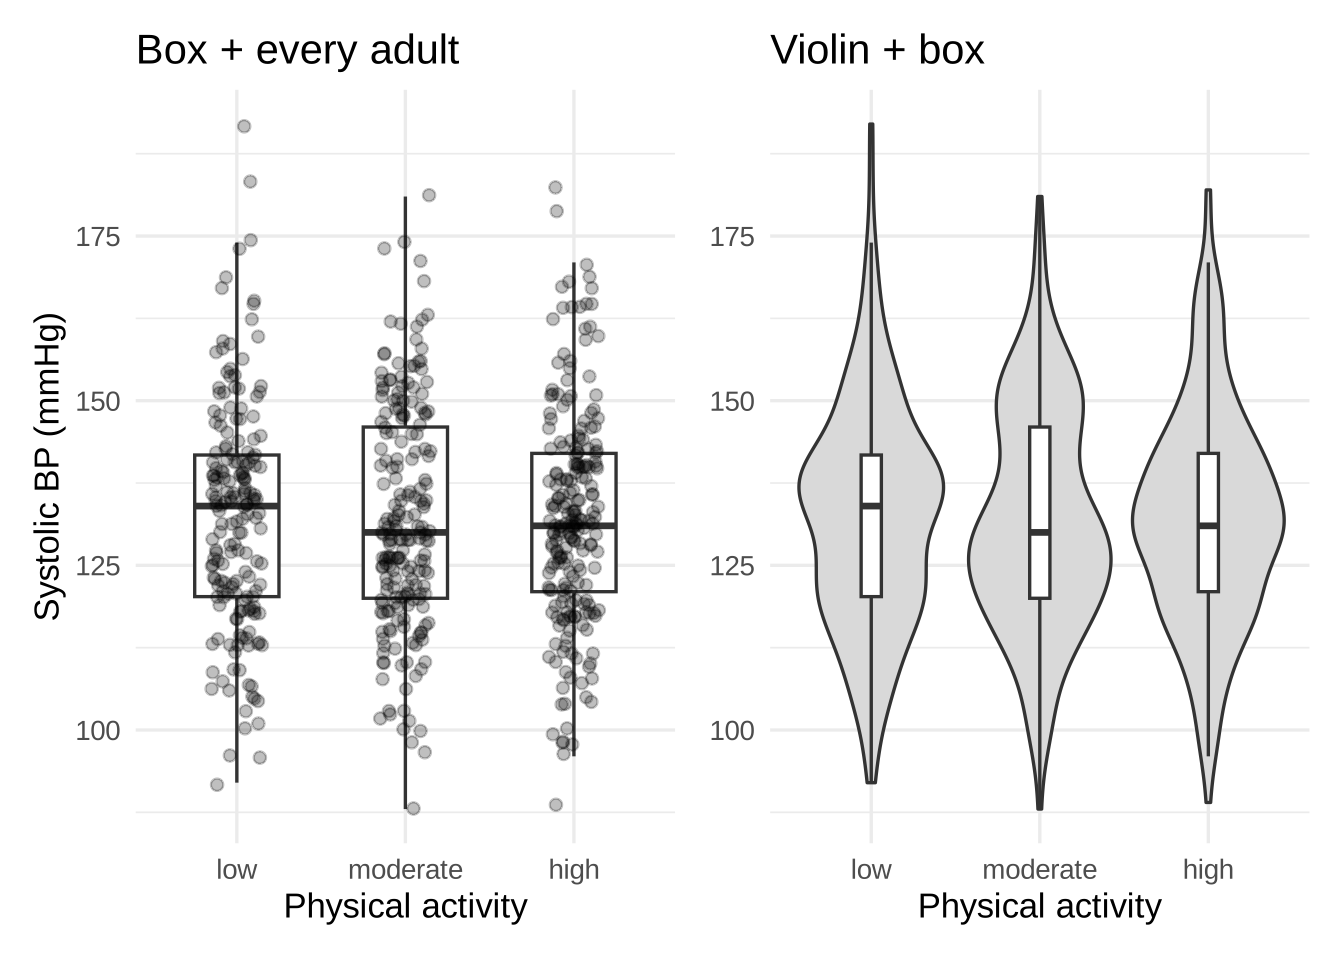 Box + every adult
Systolic BP (mmHg)
175
150
125
100
low moderate high
Physical activity
Violin + box
175
150
125
100
low moderate high
Physical activity